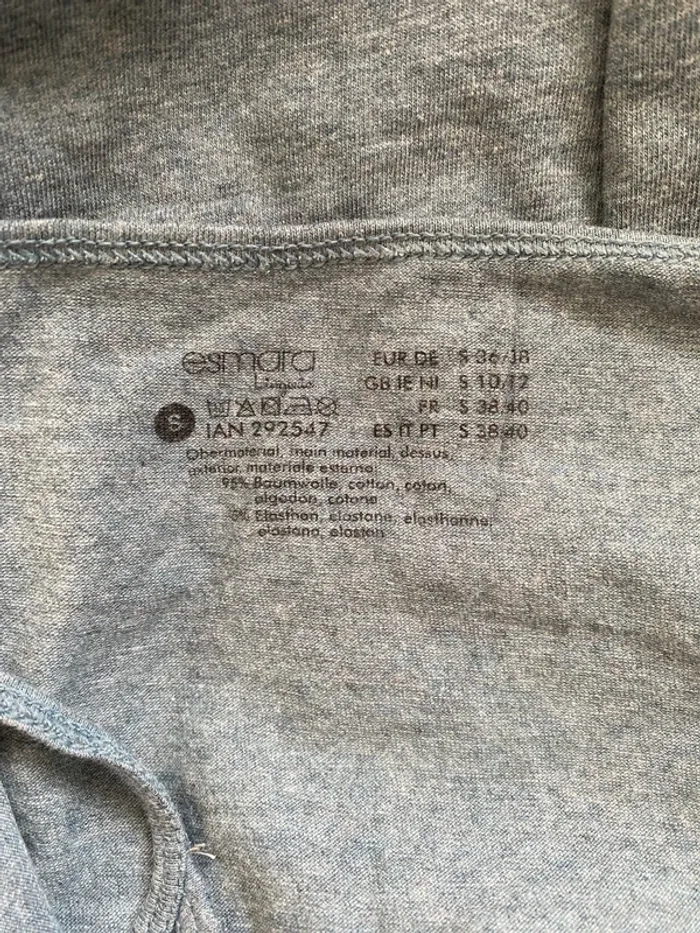 esmara
Lingerie
EUR DE S 36/38
GB IE NI S 10/12
FR S 38/40
ES IT PT S 38/40
S
IAN 292547
Obermaterial, main material, dessus,
exterior, materiale esterno:
95% Baumwolle, cotton, coton,
algodon, cotone
5% Elasthan, elastane, elasthanne,
elastano, elastan